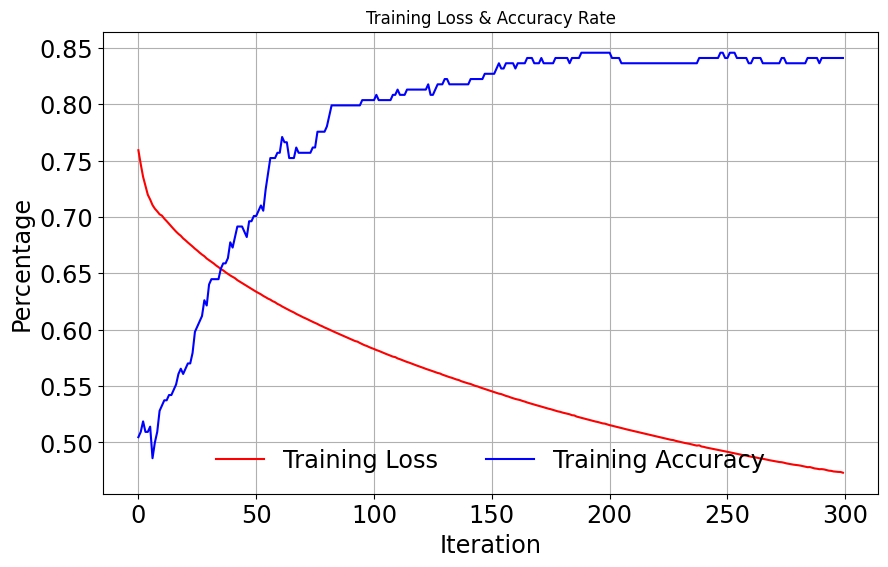 Training Loss & Accuracy Rate
0.85
0.80
0.75
0.70
0.65
0.60
0.55
0.50
Percentage
Training Loss
Training Accuracy
0 50 100 150 200 250 300
Iteration